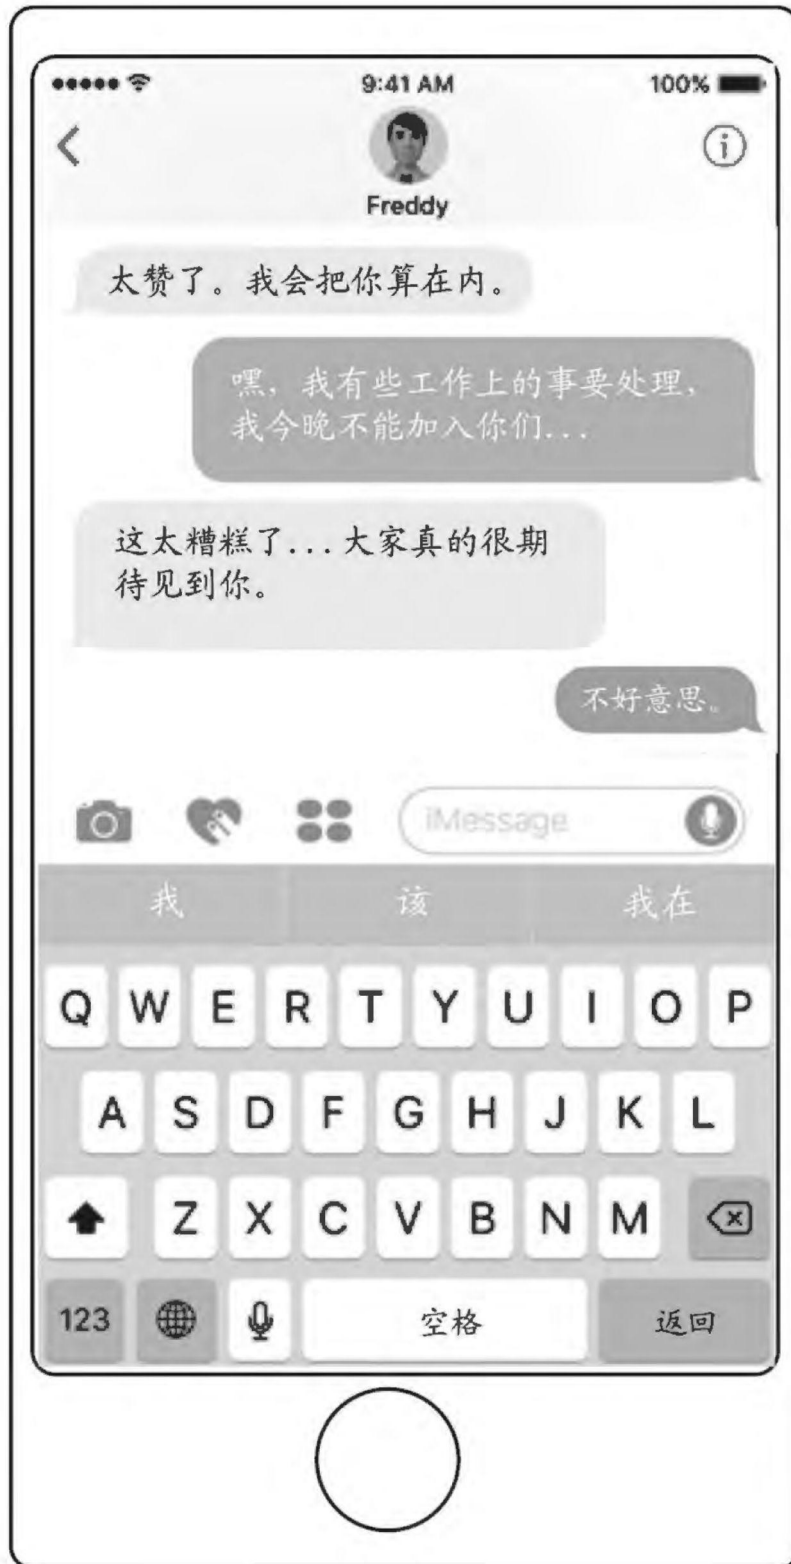 9:41 AM
100%
Freddy
太赞了。我会把你算在内。
嘿，我有些工作上的事要处理，
我今晚不能加入你们...
这太糟糕了...大家真的很期
待见到你。
不好意思。
iMessage
我 该 我在
Q W E R T Y U I O P
A S D F G H J K L
Z X C V B N M
123 空格 返回